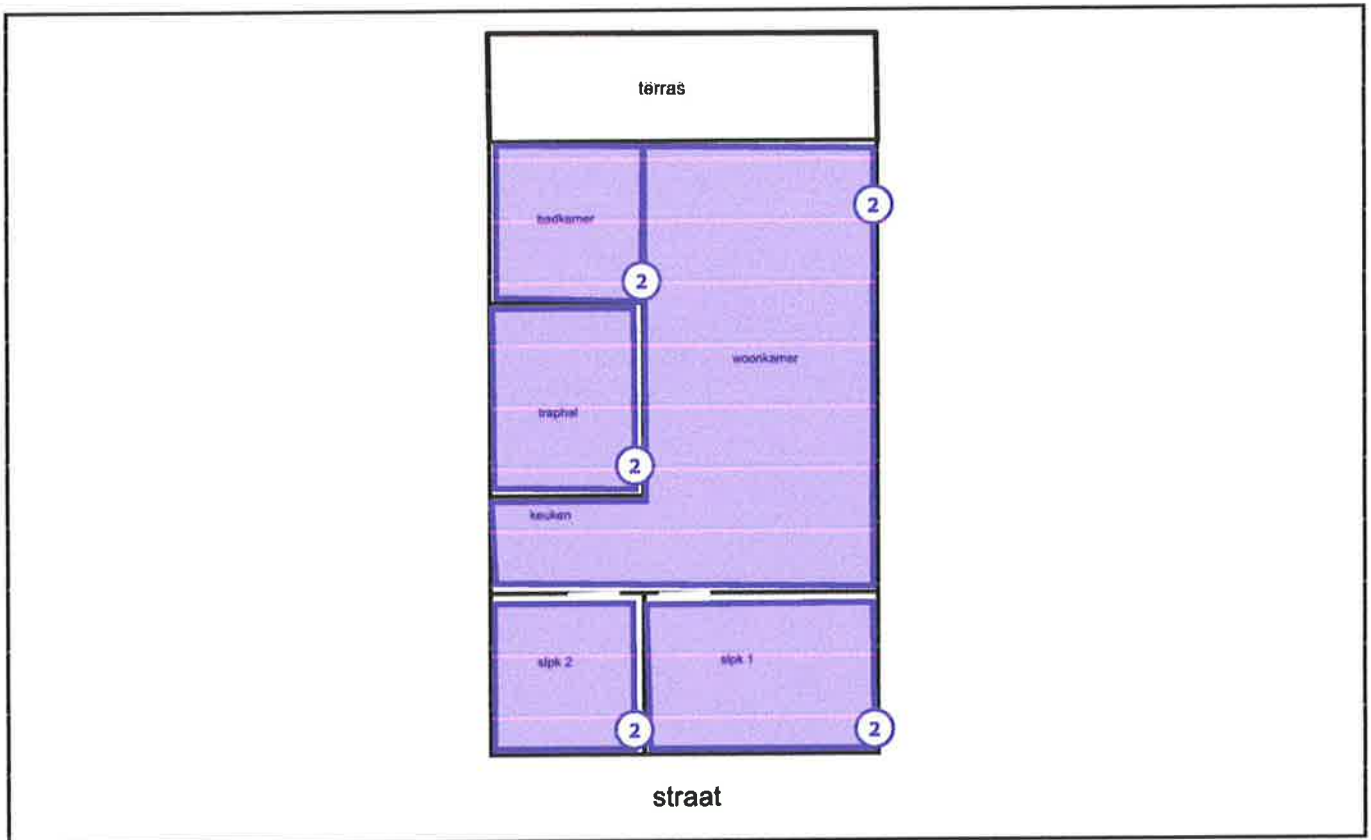 terras
badkamer
2
2
woonkamer
traphal
2
keuken
slpk 2
slpk 1
2
2
straat